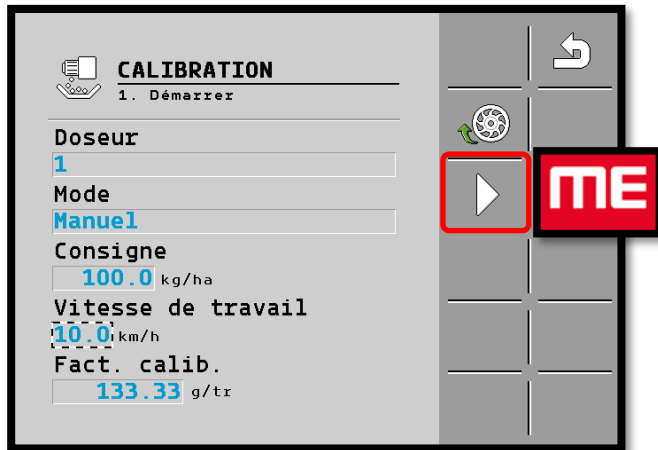 CALIBRATION
1. Démarrer
Doseur
1
Mode
Manuel
Consigne
100.0 kg/ha
Vitesse de travail
10.0 km/h
Fact. calib.
133.33 g/tr
ME